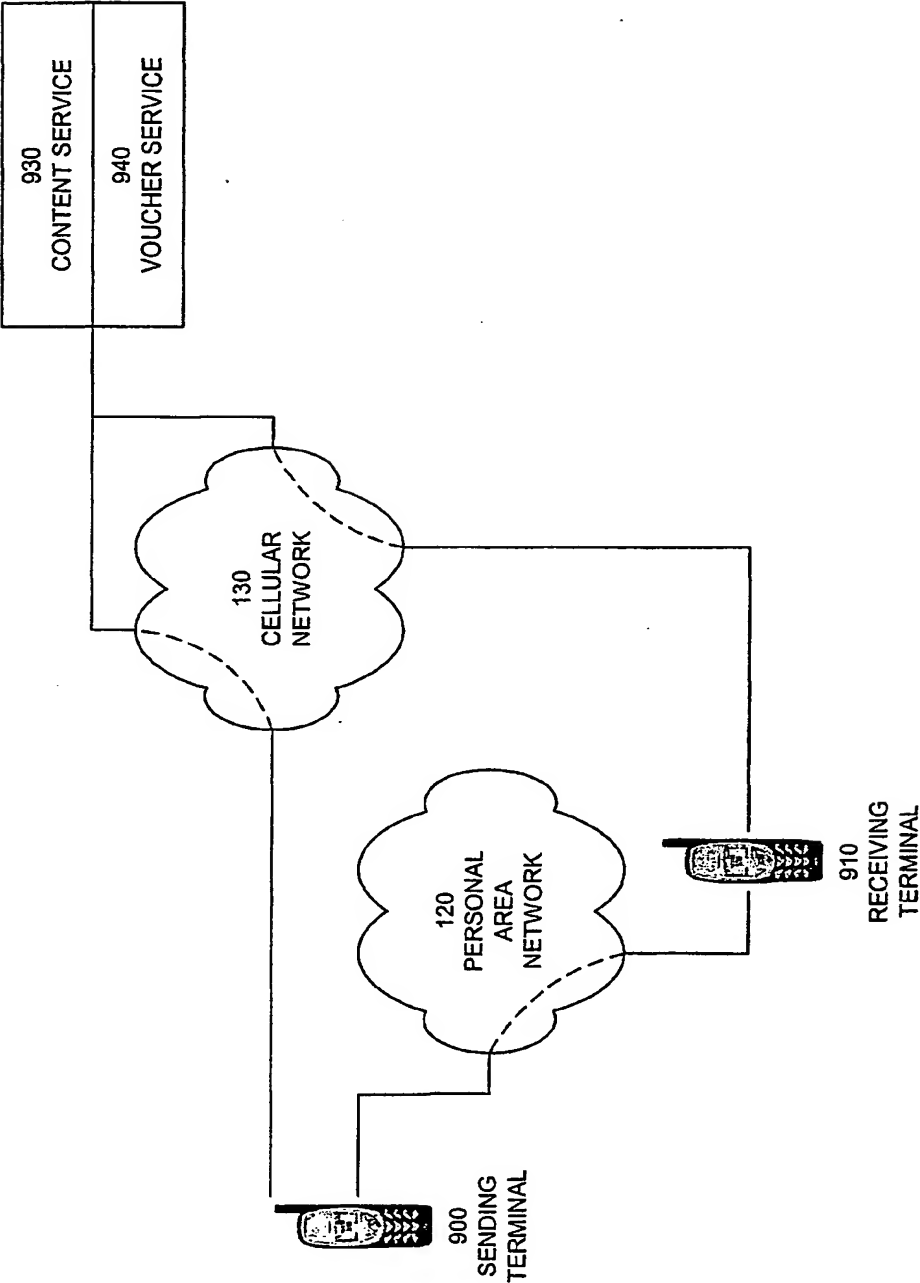 930
CONTENT SERVICE
940
VOUCHER SERVICE
130
CELLULAR
NETWORK
120
PERSONAL
AREA
NETWORK
900
SENDING
TERMINAL
910
RECEIVING
TERMINAL